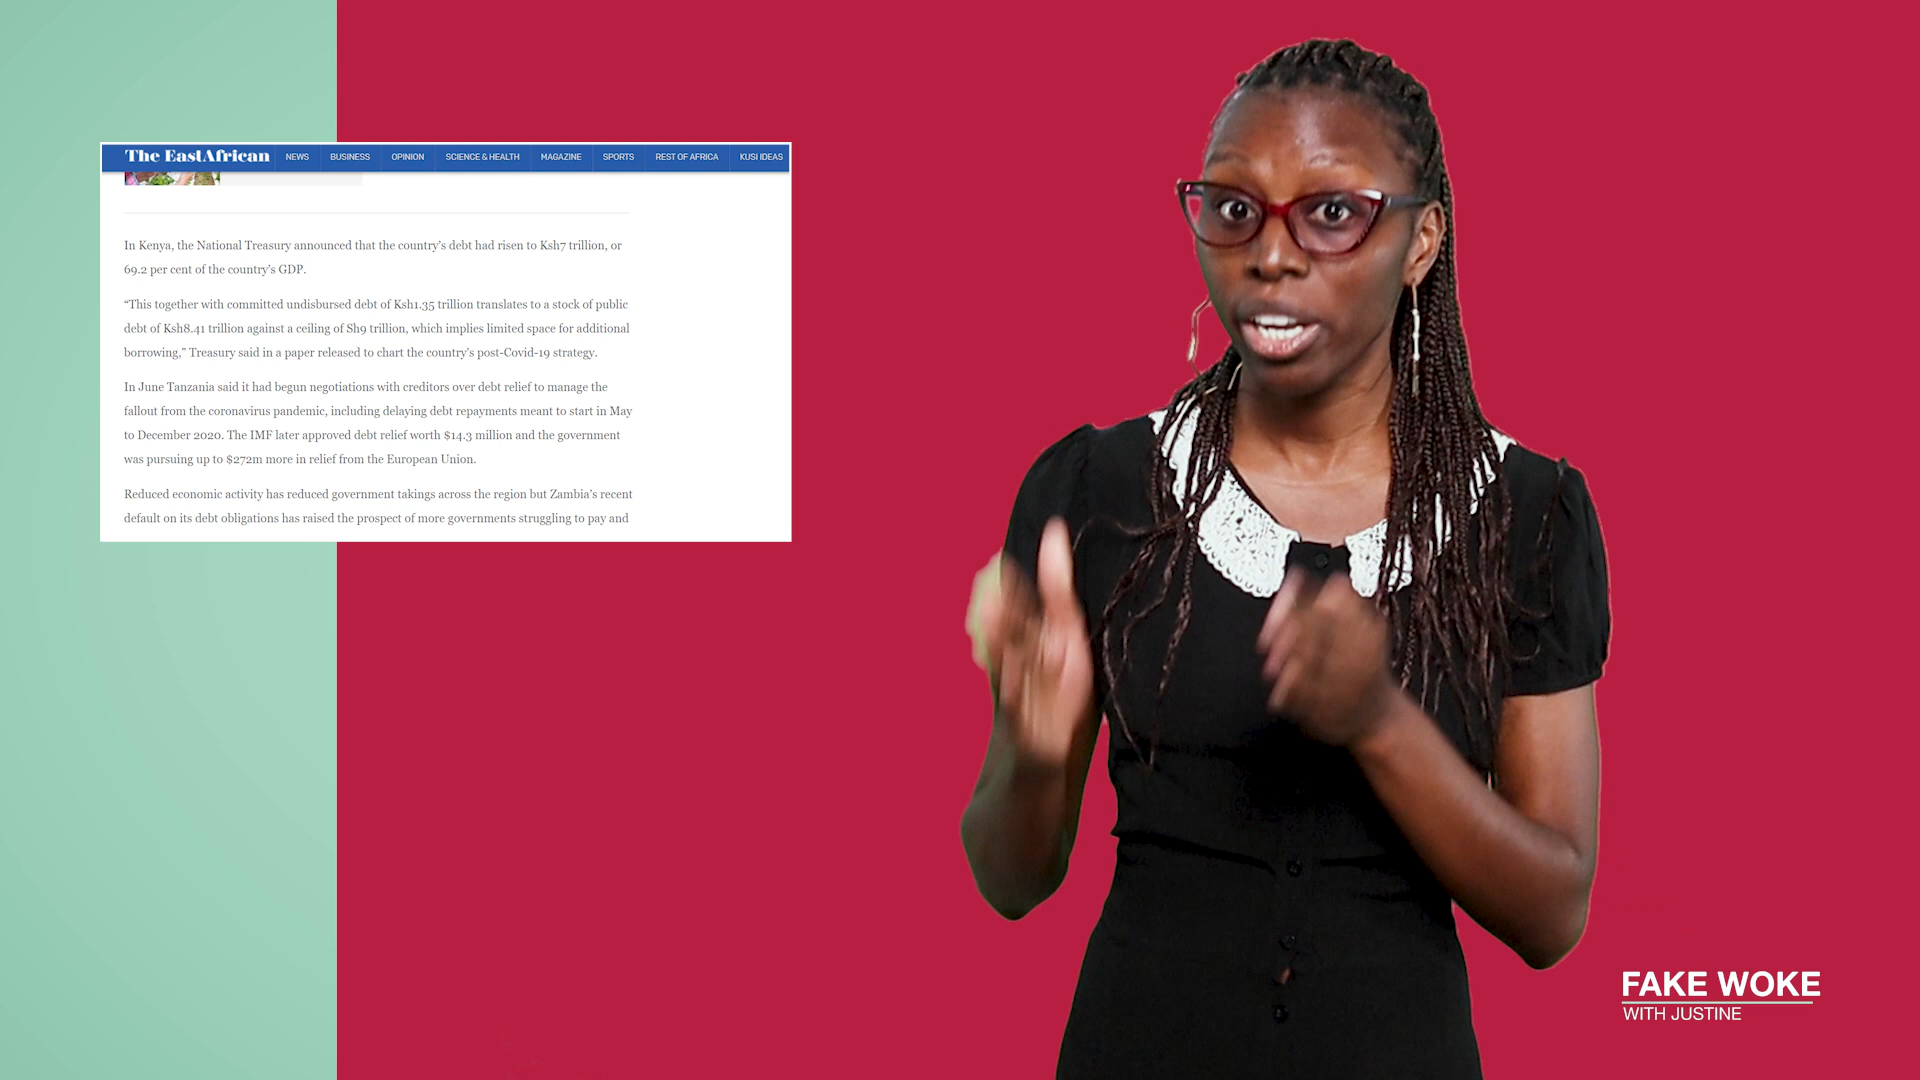 The EastAfrican NEWS BUSINESS OPINION SCIENCE & HEALTH MAGAZINE SPORTS REST OF AFRICA KUSI IDEAS
In Kenya, the National Treasury announced that the country's debt had risen to Ksh7 trillion, or
69.2 per cent of the country's GDP.
“This together with committed undisbursed debt of Ksh1.35 trillion translates to a stock of public
debt of Ksh8.41 trillion against a ceiling of Sh9 trillion, which implies limited space for additional
borrowing,” Treasury said in a paper released to chart the country's post-Covid-19 strategy.
In June Tanzania said it had begun negotiations with creditors over debt relief to manage the
fallout from the coronavirus pandemic, including delaying debt repayments meant to start in May
to December 2020. The IMF later approved debt relief worth $14.3 million and the government
was pursuing up to $272m more in relief from the European Union.
Reduced economic activity has reduced government takings across the region but Zambia's recent
default on its debt obligations has raised the prospect of more governments struggling to pay and
FAKE WOKE
WITH JUSTINE